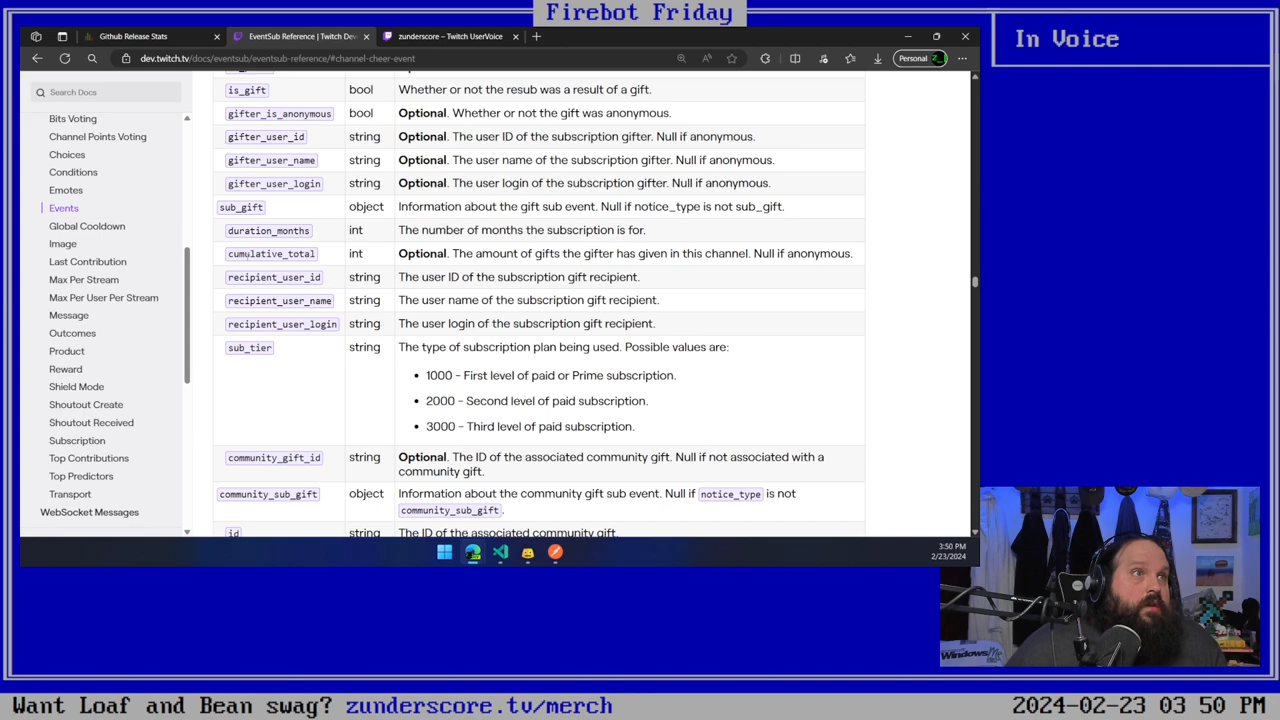 Firebot Friday
Github Release Stats
EventSub Reference | Twitch Dev
zunderscore – Twitch UserVoice
In Voice
dev.twitch.tv/docs/eventsub/eventsub-reference/#channel-cheer-event
Personal
Search Docs
Bits Voting
Channel Points Voting
Choices
Conditions
Emotes
Events
Global Cooldown
Image
Last Contribution
Max Per Stream
Max Per User Per Stream
Message
Outcomes
Product
Reward
Shield Mode
Shoutout Create
Shoutout Received
Subscription
Top Contributions
Top Predictors
Transport
WebSocket Messages
is_gift bool Whether or not the resub was a result of a gift.
gifter_is_anonymous bool Optional. Whether or not the gift was anonymous.
gifter_user_id string Optional. The user ID of the subscription gifter. Null if anonymous.
gifter_user_name string Optional. The user name of the subscription gifter. Null if anonymous.
gifter_user_login string Optional. The user login of the subscription gifter. Null if anonymous.
sub_gift object Information about the gift sub event. Null if notice_type is not sub_gift.
duration_months int The number of months the subscription is for.
cumulative_total int Optional. The amount of gifts the gifter has given in this channel. Null if anonymous.
recipient_user_id string The user ID of the subscription gift recipient.
recipient_user_name string The user name of the subscription gift recipient.
recipient_user_login string The user login of the subscription gift recipient.
sub_tier string The type of subscription plan being used. Possible values are:
• 1000 – First level of paid or Prime subscription.
• 2000 – Second level of paid subscription.
• 3000 – Third level of paid subscription.
community_gift_id string Optional. The ID of the associated community gift. Null if not associated with a
community gift.
community_sub_gift object Information about the community gift sub event. Null if notice_type is not
community_sub_gift.
id string The ID of the associated community gift.
3:50 PM
2/23/2024
Windows
Want Loaf and Bean swag? zunderscore.tv/merch
2024-02-23 03 50 PM